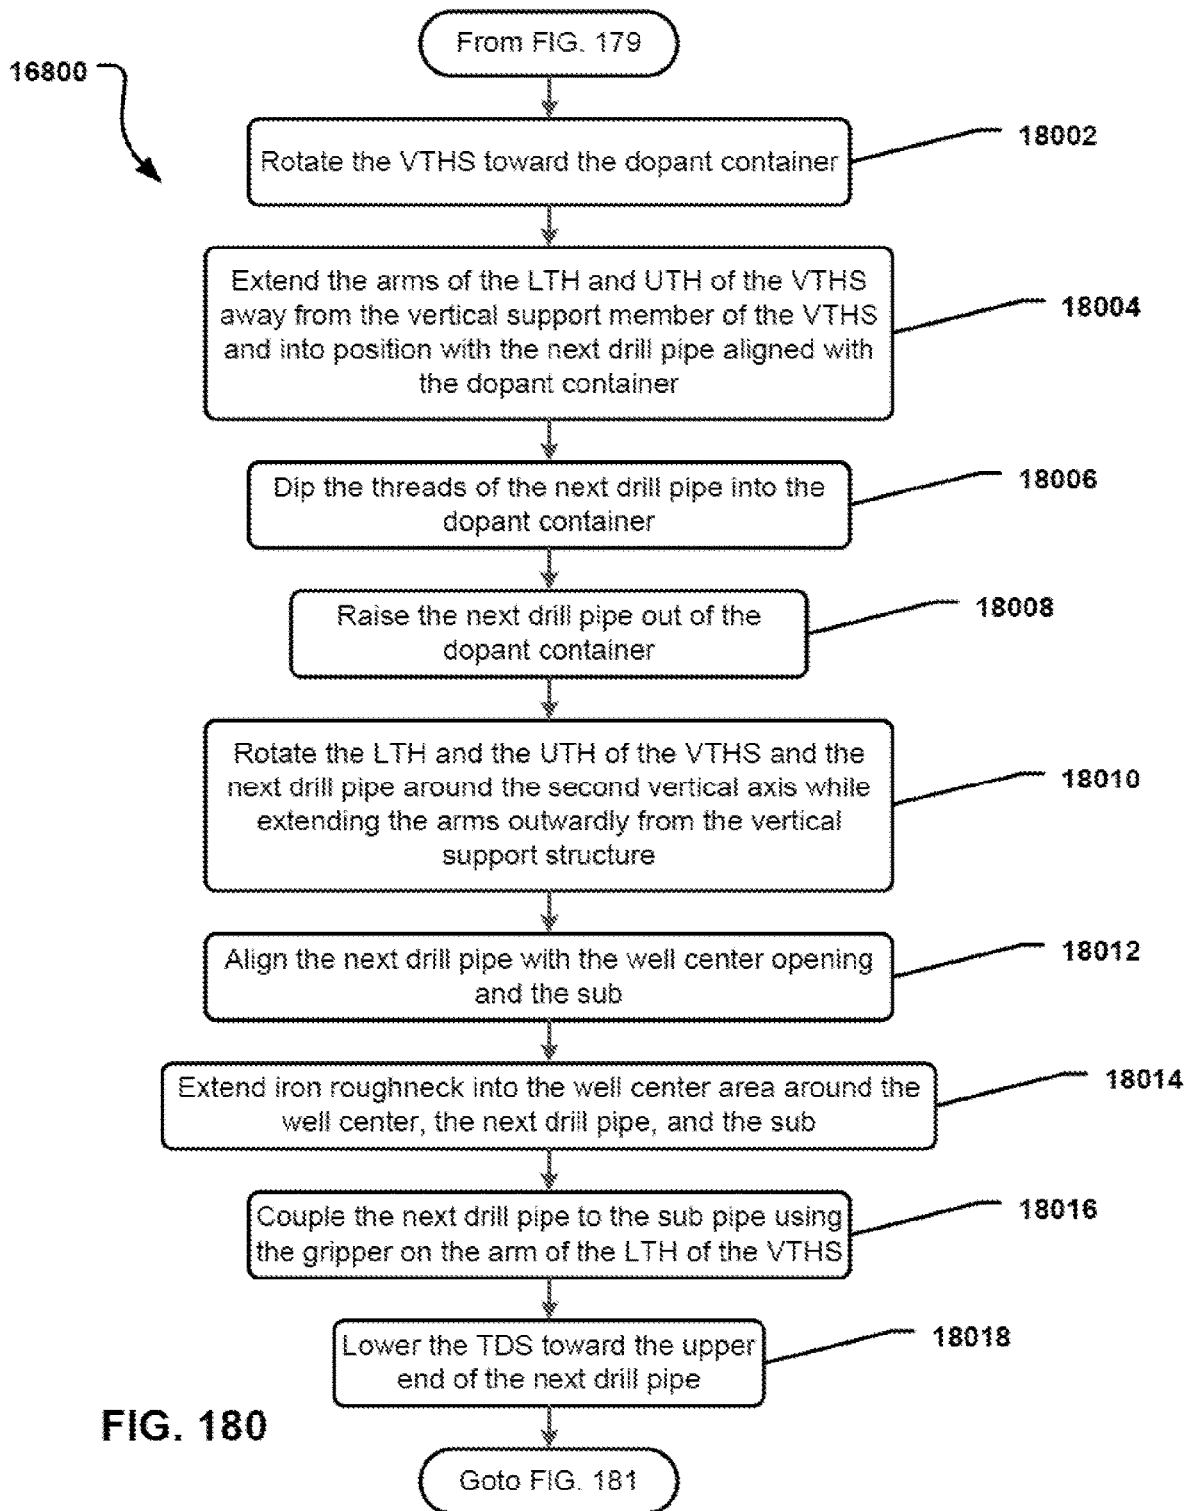 From FIG. 179
16800
Rotate the VTHS toward the dopant container
18002
Extend the arms of the LTH and UTH of the VTHS
away from the vertical support member of the VTHS
and into position with the next drill pipe aligned with
the dopant container
18004
Dip the threads of the next drill pipe into the
dopant container
18006
Raise the next drill pipe out of the
dopant container
18008
Rotate the LTH and the UTH of the VTHS and the
next drill pipe around the second vertical axis while
extending the arms outwardly from the vertical
support structure
18010
Align the next drill pipe with the well center opening
and the sub
18012
Extend iron roughneck into the well center area around the
well center, the next drill pipe, and the sub
18014
Couple the next drill pipe to the sub pipe using
the gripper on the arm of the LTH of the VTHS
18016
Lower the TDS toward the upper
end of the next drill pipe
18018
FIG. 180
Goto FIG. 181